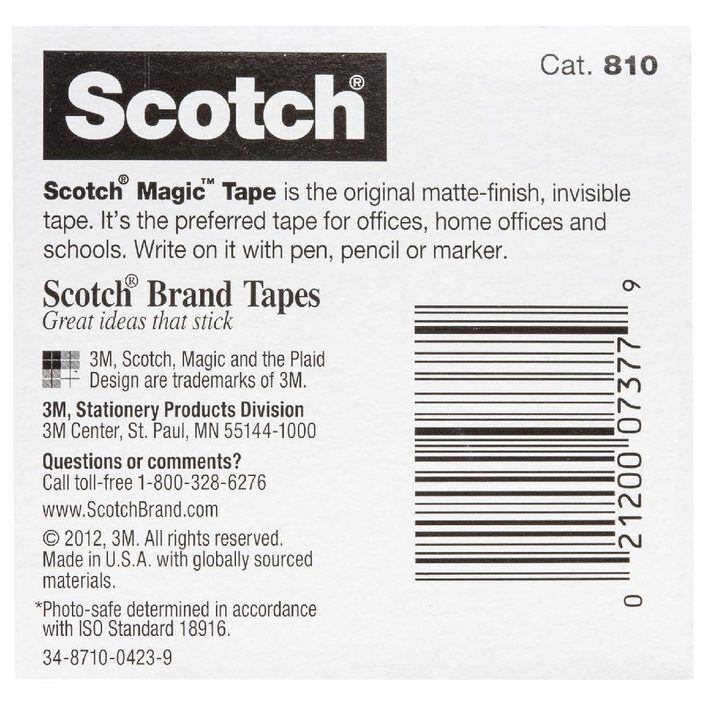 Scotch®
Cat. 810
Scotch® Magic™ Tape is the original matte-finish, invisible
tape. It's the preferred tape for offices, home offices and
schools. Write on it with pen, pencil or marker.
Scotch® Brand Tapes
Great ideas that stick
3M, Scotch, Magic and the Plaid
Design are trademarks of 3M.
3M, Stationery Products Division
3M Center, St. Paul, MN 55144-1000
Questions or comments?
Call toll-free 1-800-328-6276
www.ScotchBrand.com
© 2012, 3M. All rights reserved.
Made in U.S.A. with globally sourced
materials.
*Photo-safe determined in accordance
with ISO Standard 18916.
34-8710-0423-9
0 21200 07377 9